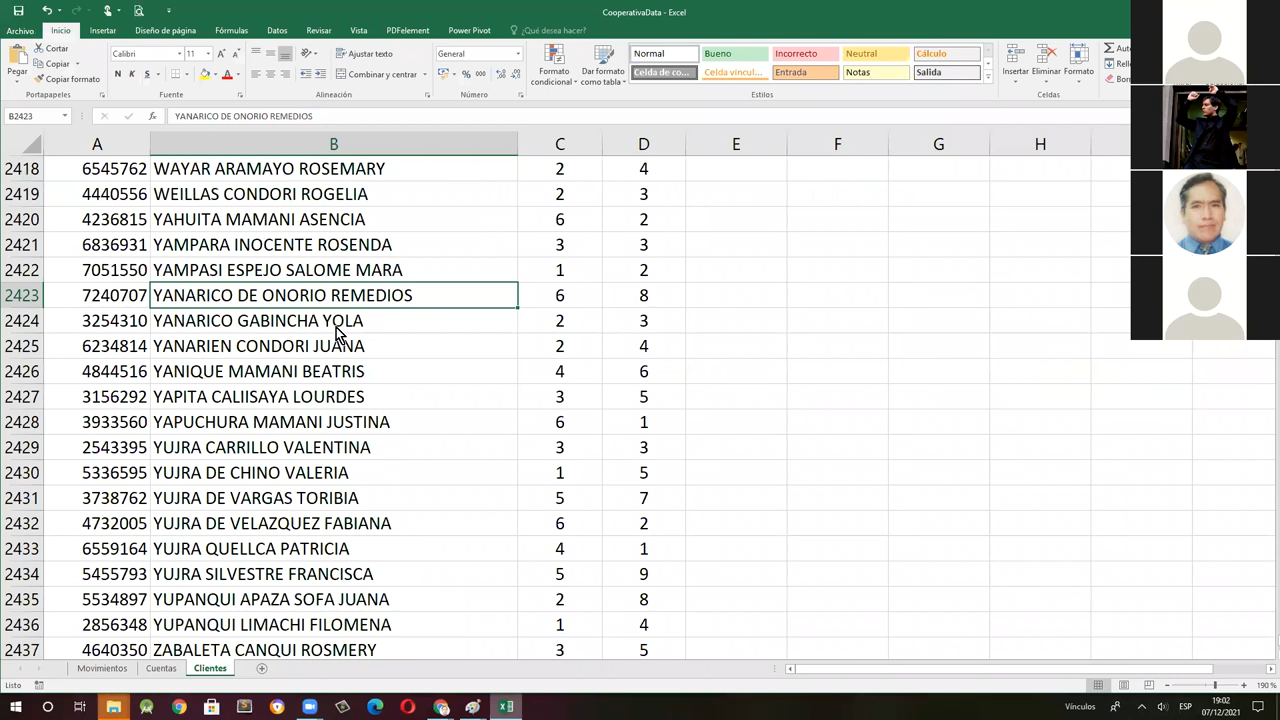 CooperativaData - Excel
Archivo Inicio Insertar Diseño de página Fórmulas Datos Revisar Vista PDFelement Power Pivot ¿Qué desea hacer?
Pegar Cortar Copiar Copiar formato
Portapapeles
Calibri 11
N K S
Fuente
Ajustar texto
Combinar y centrar
Alineación
General
% 000
Número
Formato condicional
Dar formato como tabla
Normal Bueno Incorrecto Neutral Cálculo
Celda de co... Celda vincul... Entrada Notas Salida
Estilos
Insertar Eliminar Formato
Celdas
B2423 YANARICO DE ONORIO REMEDIOS
A B C D E F G H
2418 6545762 WAYAR ARAMAYO ROSEMARY 2 4
2419 4440556 WEILLAS CONDORI ROGELIA 2 3
2420 4236815 YAHUITA MAMANI ASENCIA 6 2
2421 6836931 YAMPARA INOCENTE ROSENDA 3 3
2422 7051550 YAMPASI ESPEJO SALOME MARA 1 2
2423 7240707 YANARICO DE ONORIO REMEDIOS 6 8
2424 3254310 YANARICO GABINCHA YOLA 2 3
2425 6234814 YANARIEN CONDORI JUANA 2 4
2426 4844516 YANIQUE MAMANI BEATRIS 4 6
2427 3156292 YAPITA CALIISAYA LOURDES 3 5
2428 3933560 YAPUCHURA MAMANI JUSTINA 6 1
2429 2543395 YUJRA CARRILLO VALENTINA 3 3
2430 5336595 YUJRA DE CHINO VALERIA 1 5
2431 3738762 YUJRA DE VARGAS TORIBIA 5 7
2432 4732005 YUJRA DE VELAZQUEZ FABIANA 6 2
2433 6559164 YUJRA QUELLCA PATRICIA 4 1
2434 5455793 YUJRA SILVESTRE FRANCISCA 5 9
2435 5534897 YUPANQUI APAZA SOFA JUANA 2 8
2436 2856348 YUPANQUI LIMACHI FILOMENA 1 4
2437 4640350 ZABALETA CANQUI ROSMERY 3 5
Movimientos Cuentas Clientes
Listo 190 %
Vínculos ESP 19:02
07/12/2021